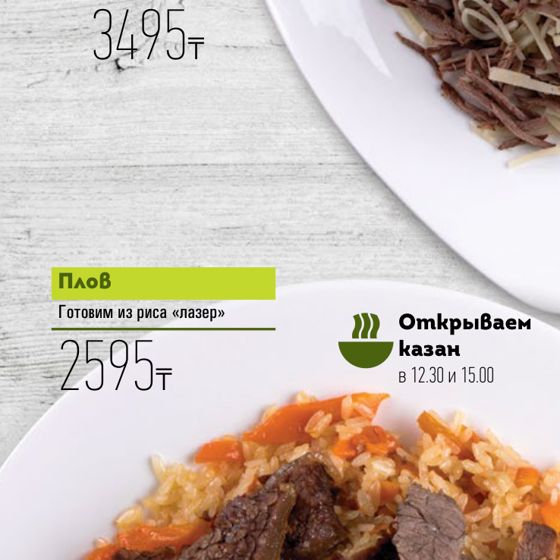 3495₸
Плов
Готовим из риса «лазер»
2595₸
Открываем
казан
в 12.30 и 15.00